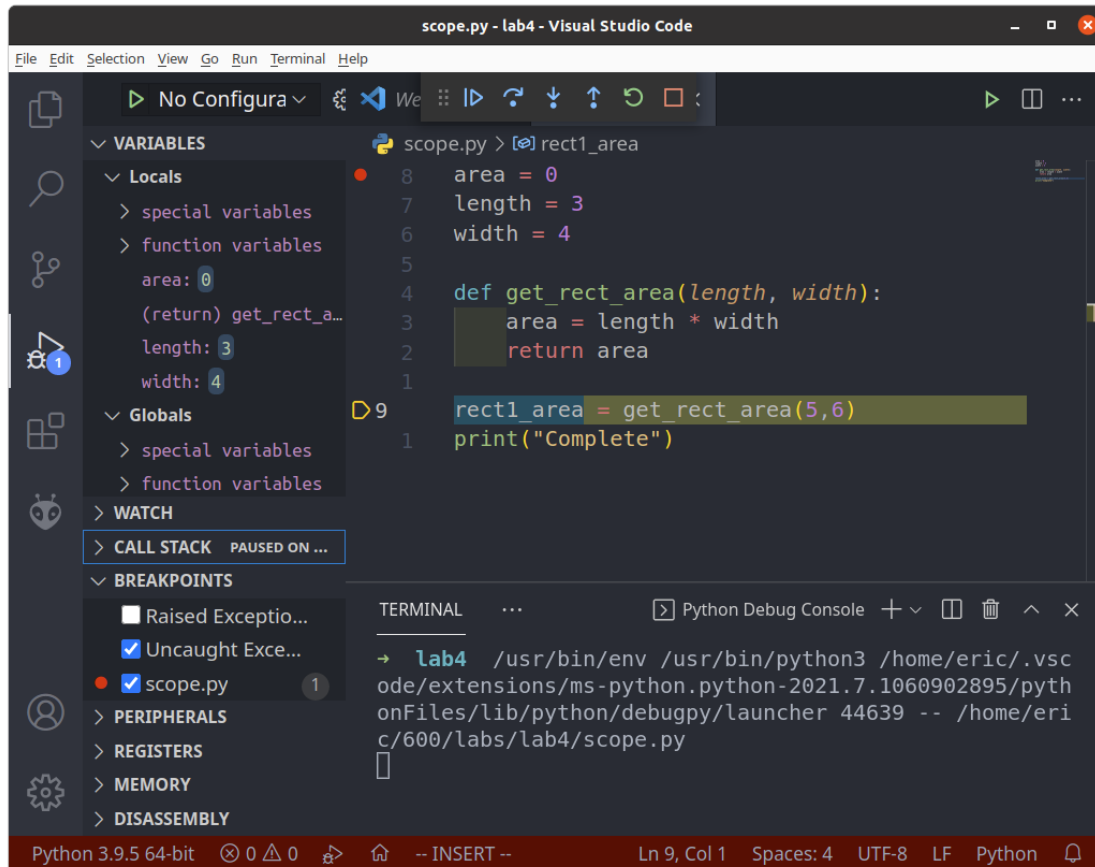 scope.py - lab4 - Visual Studio Code
File Edit Selection View Go Run Terminal Help
No Configura We
VARIABLES
Locals
special variables
function variables
area: 0
(return) get_rect_a...
length: 3
width: 4
Globals
special variables
function variables
WATCH
CALL STACK PAUSED ON ...
BREAKPOINTS
Raised Exceptio...
Uncaught Exce...
scope.py 1
PERIPHERALS
REGISTERS
MEMORY
DISASSEMBLY
1
scope.py > rect1_area
8 area = 0
7 length = 3
6 width = 4
5
4 def get_rect_area(length, width):
3 area = length * width
2 return area
1
9 rect1_area = get_rect_area(5,6)
1 print("Complete")
TERMINAL ... Python Debug Console
→ lab4 /usr/bin/env /usr/bin/python3 /home/eric/.vsc
ode/extensions/ms-python.python-2021.7.1060902895/pyth
onFiles/lib/python/debugpy/launcher 44639 -- /home/eri
c/600/labs/lab4/scope.py
Python 3.9.5 64-bit 0 0 -- INSERT -- Ln 9, Col 1 Spaces: 4 UTF-8 LF Python